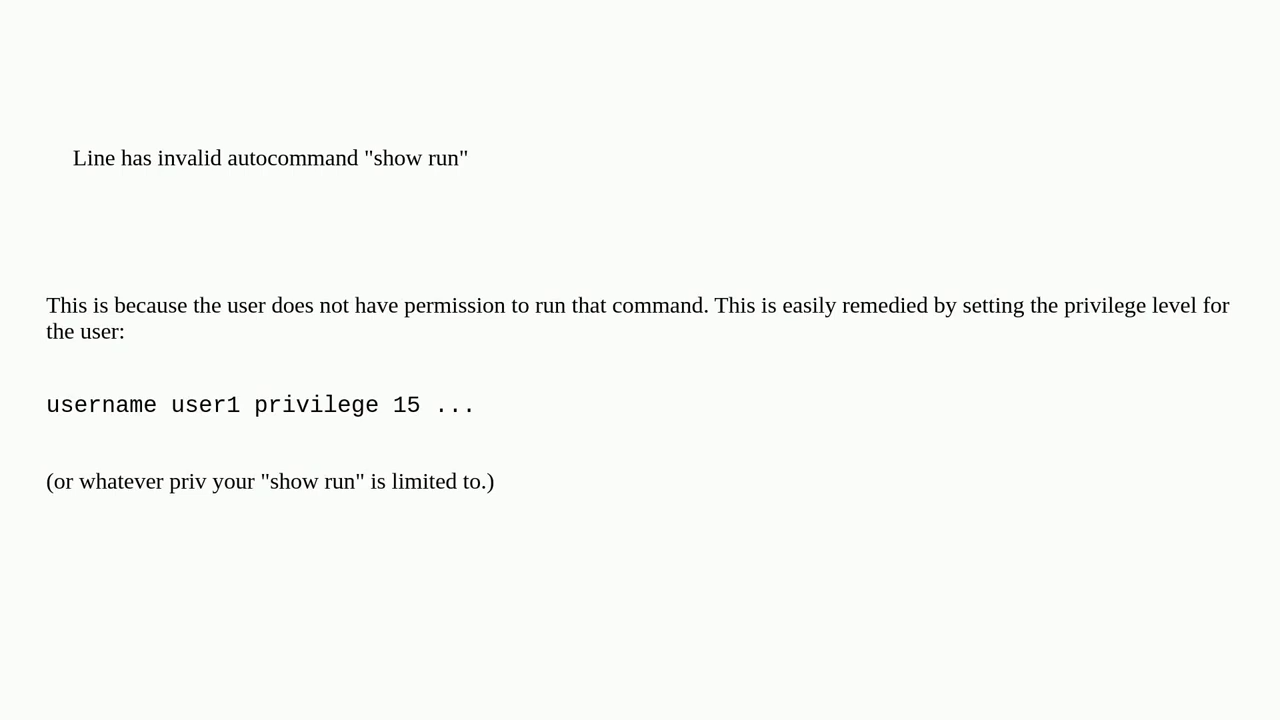 Line has invalid autocommand "show run"
This is because the user does not have permission to run that command. This is easily remedied by setting the privilege level for
the user:
username user1 privilege 15 ...
(or whatever priv your "show run" is limited to.)